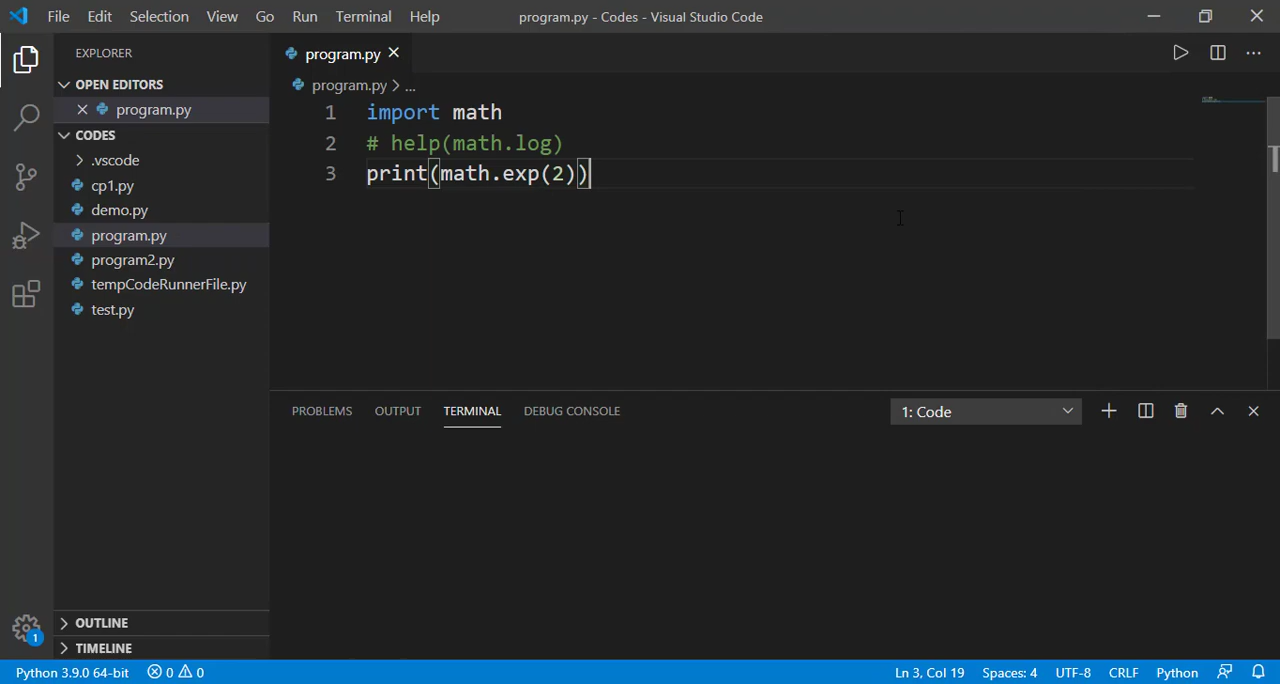 File Edit Selection View Go Run Terminal Help program.py - Codes - Visual Studio Code
EXPLORER
OPEN EDITORS
program.py
CODES
.vscode
cp1.py
demo.py
program.py
program2.py
tempCodeRunnerFile.py
test.py
OUTLINE
TIMELINE
program.py
program.py > ...
1 import math
2 # help(math.log)
3 print(math.exp(2))
PROBLEMS OUTPUT TERMINAL DEBUG CONSOLE 1: Code
1
Python 3.9.0 64-bit 0 0 Ln 3, Col 19 Spaces: 4 UTF-8 CRLF Python